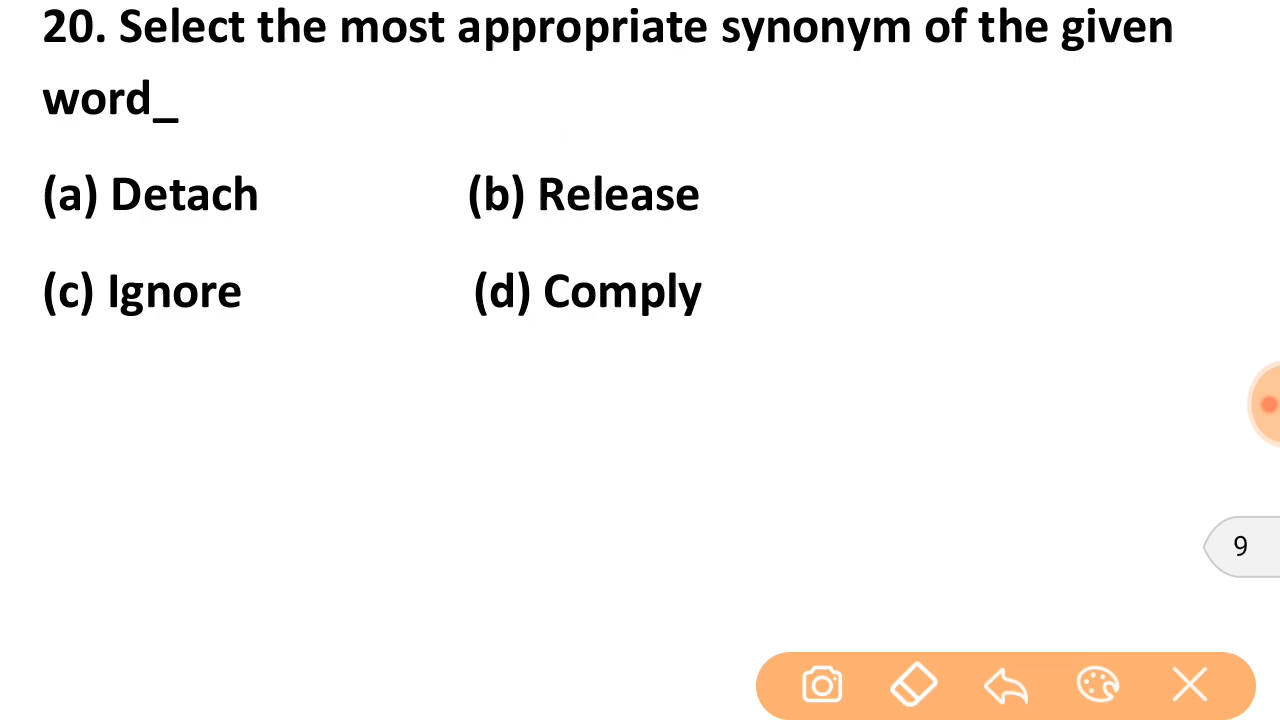 20. Select the most appropriate synonym of the given
word_
(a) Detach (b) Release
(c) Ignore (d) Comply
9